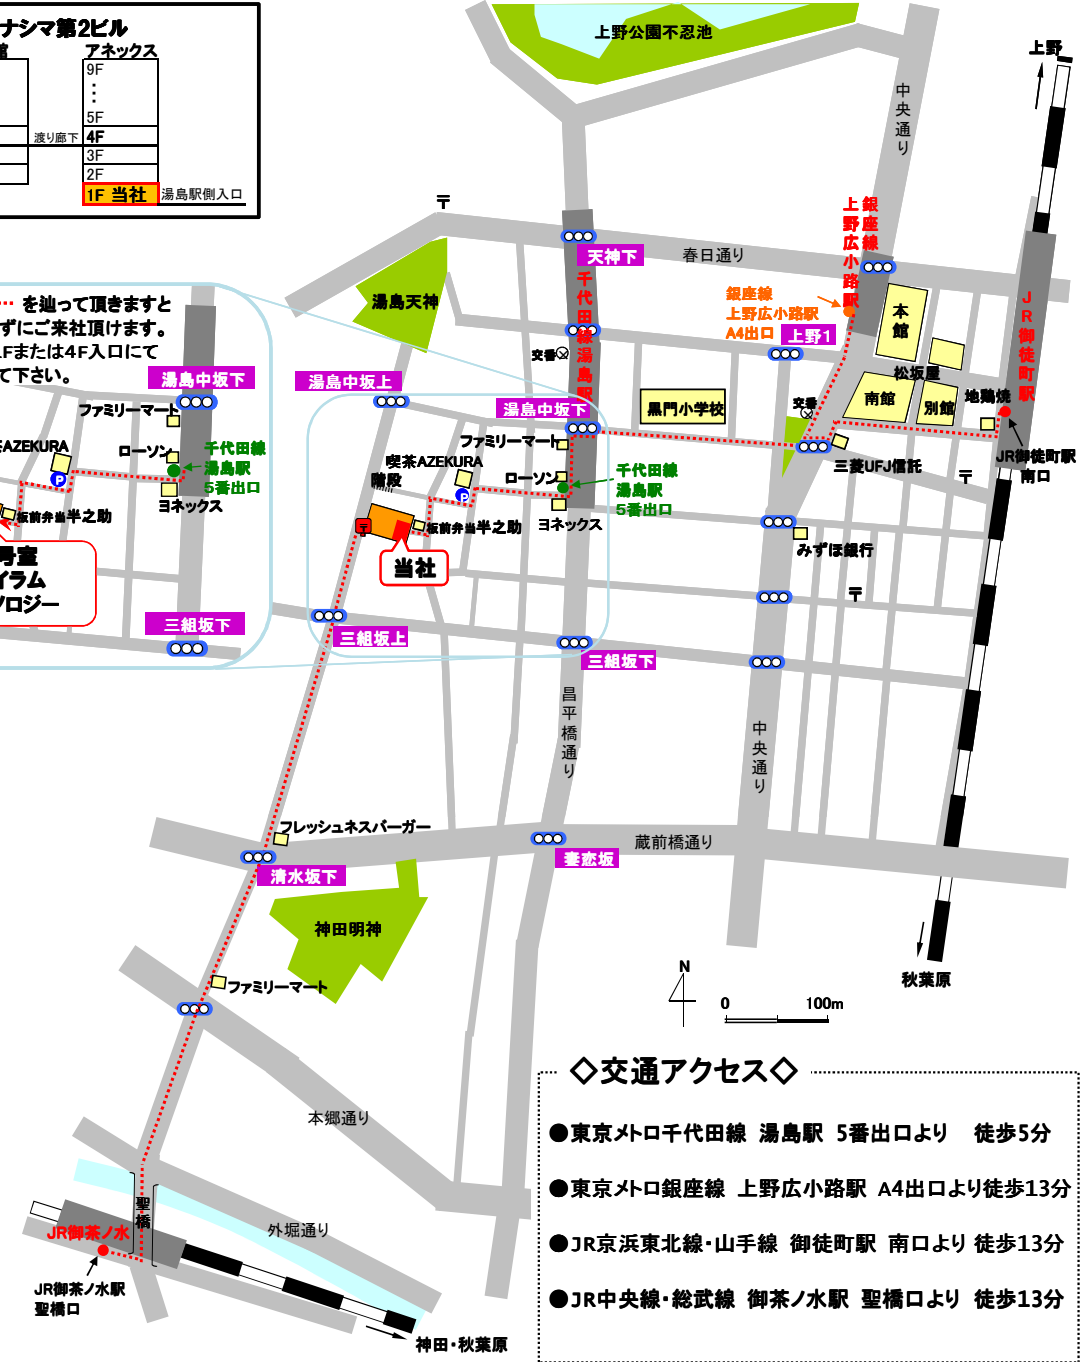 ナシマ第2ビル
館
アネックス
9F
5F
渡り廊下
4F
3F
2F
1F 当社
湯島駅側入口
を辿って頂きますと
ずにご来社頂けます。
Fまたは4F入口にて
て下さい。
湯島中坂下
ファミリーマート
ローソン
茶AZEKURA
P
千代田線
湯島駅
5番出口
ヨネックス
板前弁当半之助
号室
イラム
ノロジー
三組坂下
上野公園不忍池
上野
中央通り
〒
天神下
春日通り
銀座線
上野広小路駅
湯島天神
千代田線湯島駅
銀座線
上野広小路駅
A4出口
上野1
本館
JR御徒町駅
交番
松坂屋
湯島中坂上
湯島中坂下
黒門小学校
交番
南館
別館
地鶏焼
ファミリーマート
喫茶AZEKURA
階段
ローソン
P
千代田線
湯島駅
5番出口
三菱UFJ信託
JR御徒町駅
南口
〒
〒
板前弁当半之助
ヨネックス
当社
みずほ銀行
〒
三組坂上
三組坂下
昌平橋通り
中央通り
フレッシュネスバーガー
蔵前橋通り
清水坂下
妻恋坂
神田明神
ファミリーマート
秋葉原
N
0
100m
本郷通り
聖橋
外堀通り
JR御茶ノ水
JR御茶ノ水駅
聖橋口
神田・秋葉原
◇交通アクセス◇
●東京メトロ千代田線 湯島駅 5番出口より 徒歩5分
●東京メトロ銀座線 上野広小路駅 A4出口より徒歩13分
●JR京浜東北線・山手線 御徒町駅 南口より 徒歩13分
●JR中央線・総武線 御茶ノ水駅 聖橋口より 徒歩13分